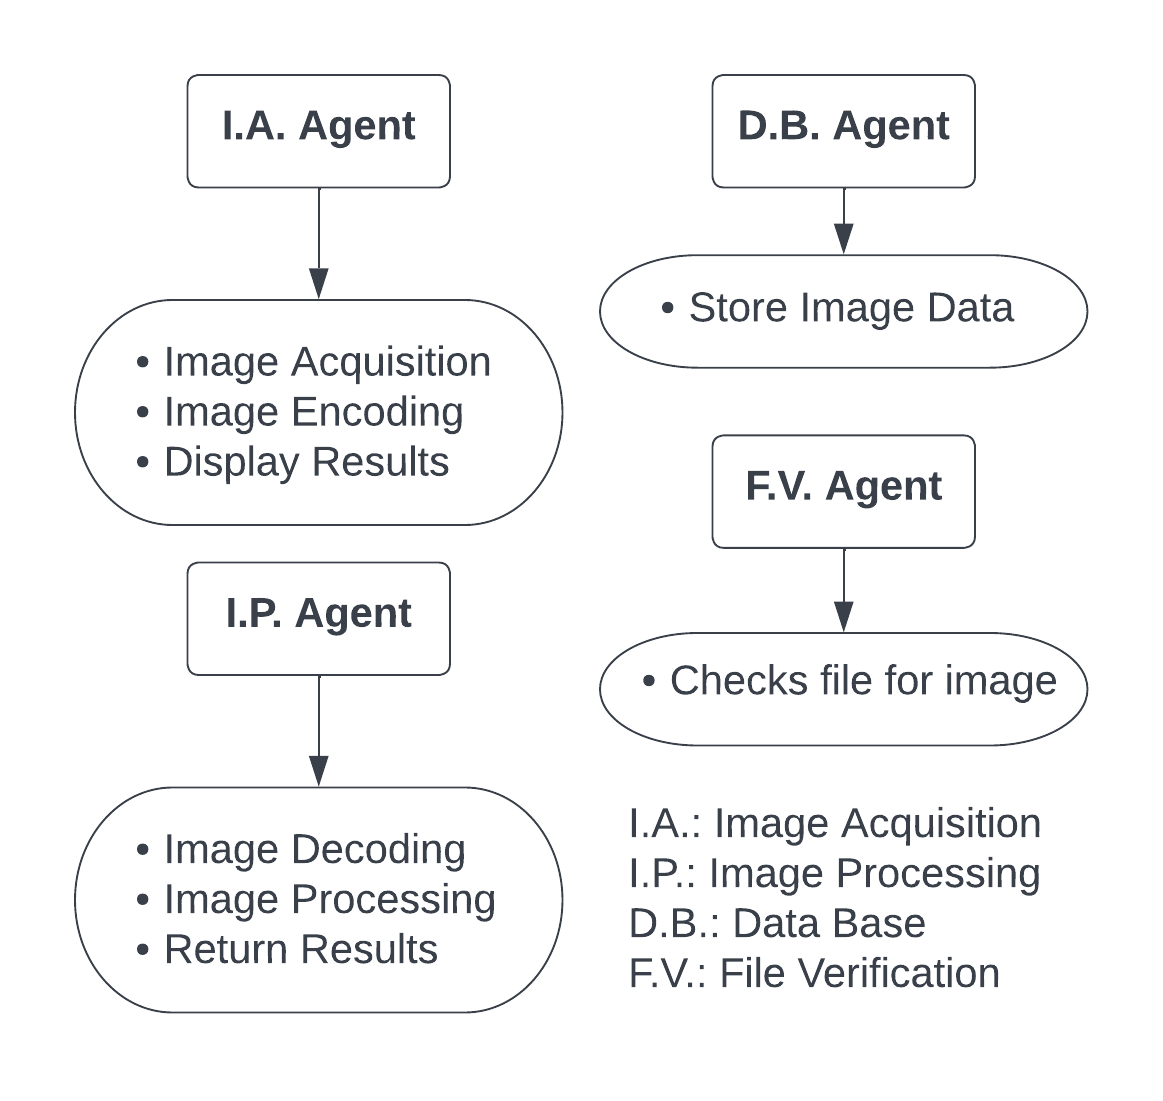 I.A. Agent
• Image Acquisition
• Image Encoding
• Display Results
I.P. Agent
• Image Decoding
• Image Processing
• Return Results
D.B. Agent
• Store Image Data
F.V. Agent
• Checks file for image
I.A.: Image Acquisition
I.P.: Image Processing
D.B.: Data Base
F.V.: File Verification